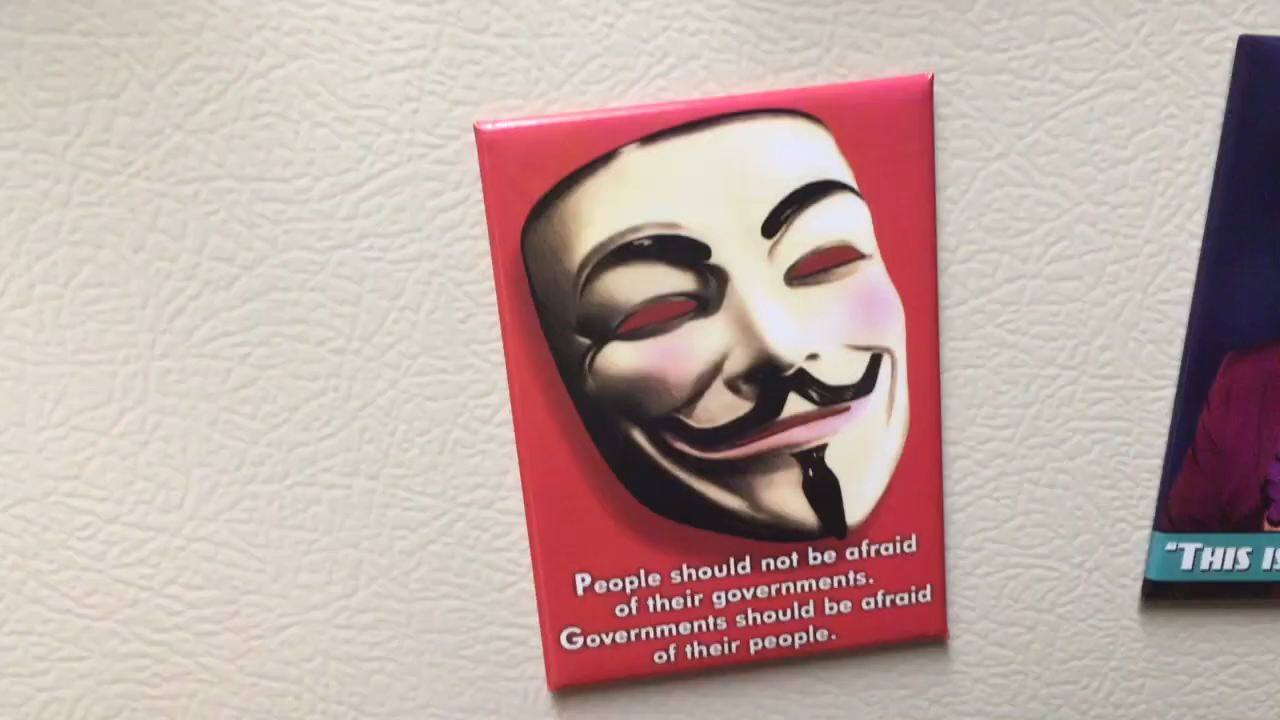 People should not be afraid
of their governments.
Governments should be afraid
of their people.
"THIS IS